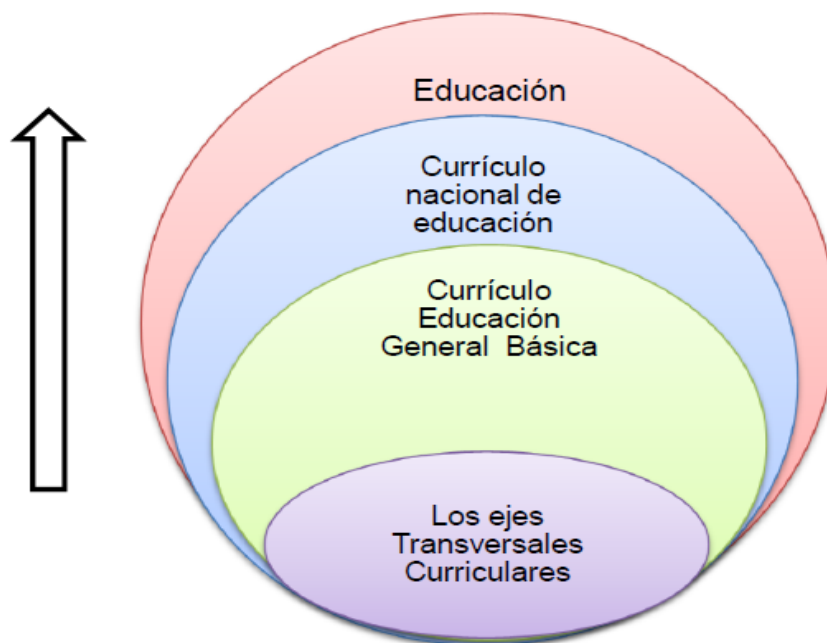 Educación
Currículo
nacional de
educación
Currículo
Educación
General Básica
Los ejes
Transversales
Curriculares